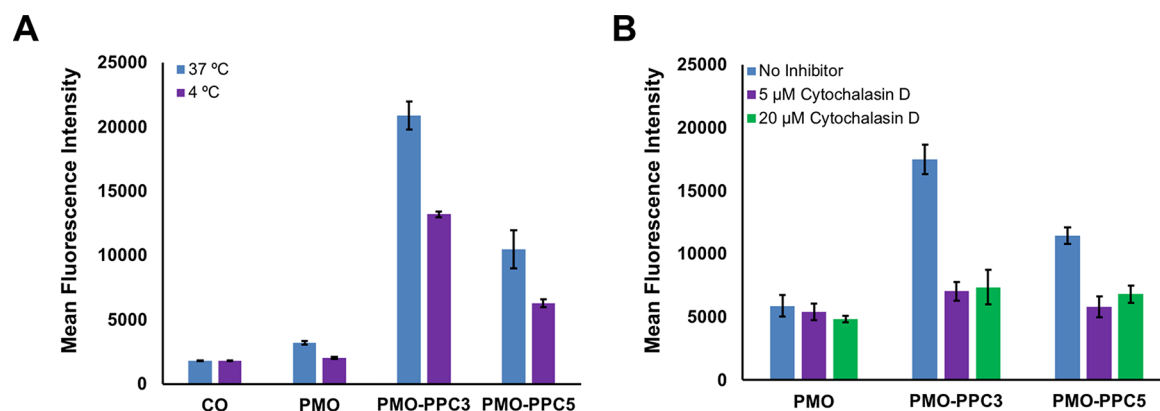 A
Mean Fluorescence Intensity
25000
20000
15000
10000
5000
0
37 ºC
4 ºC
CO
PMO
PMO-PPC3
PMO-PPC5
B
Mean Fluorescence Intensity
25000
20000
15000
10000
5000
0
No Inhibitor
5 µM Cytochalasin D
20 µM Cytochalasin D
PMO
PMO-PPC3
PMO-PPC5